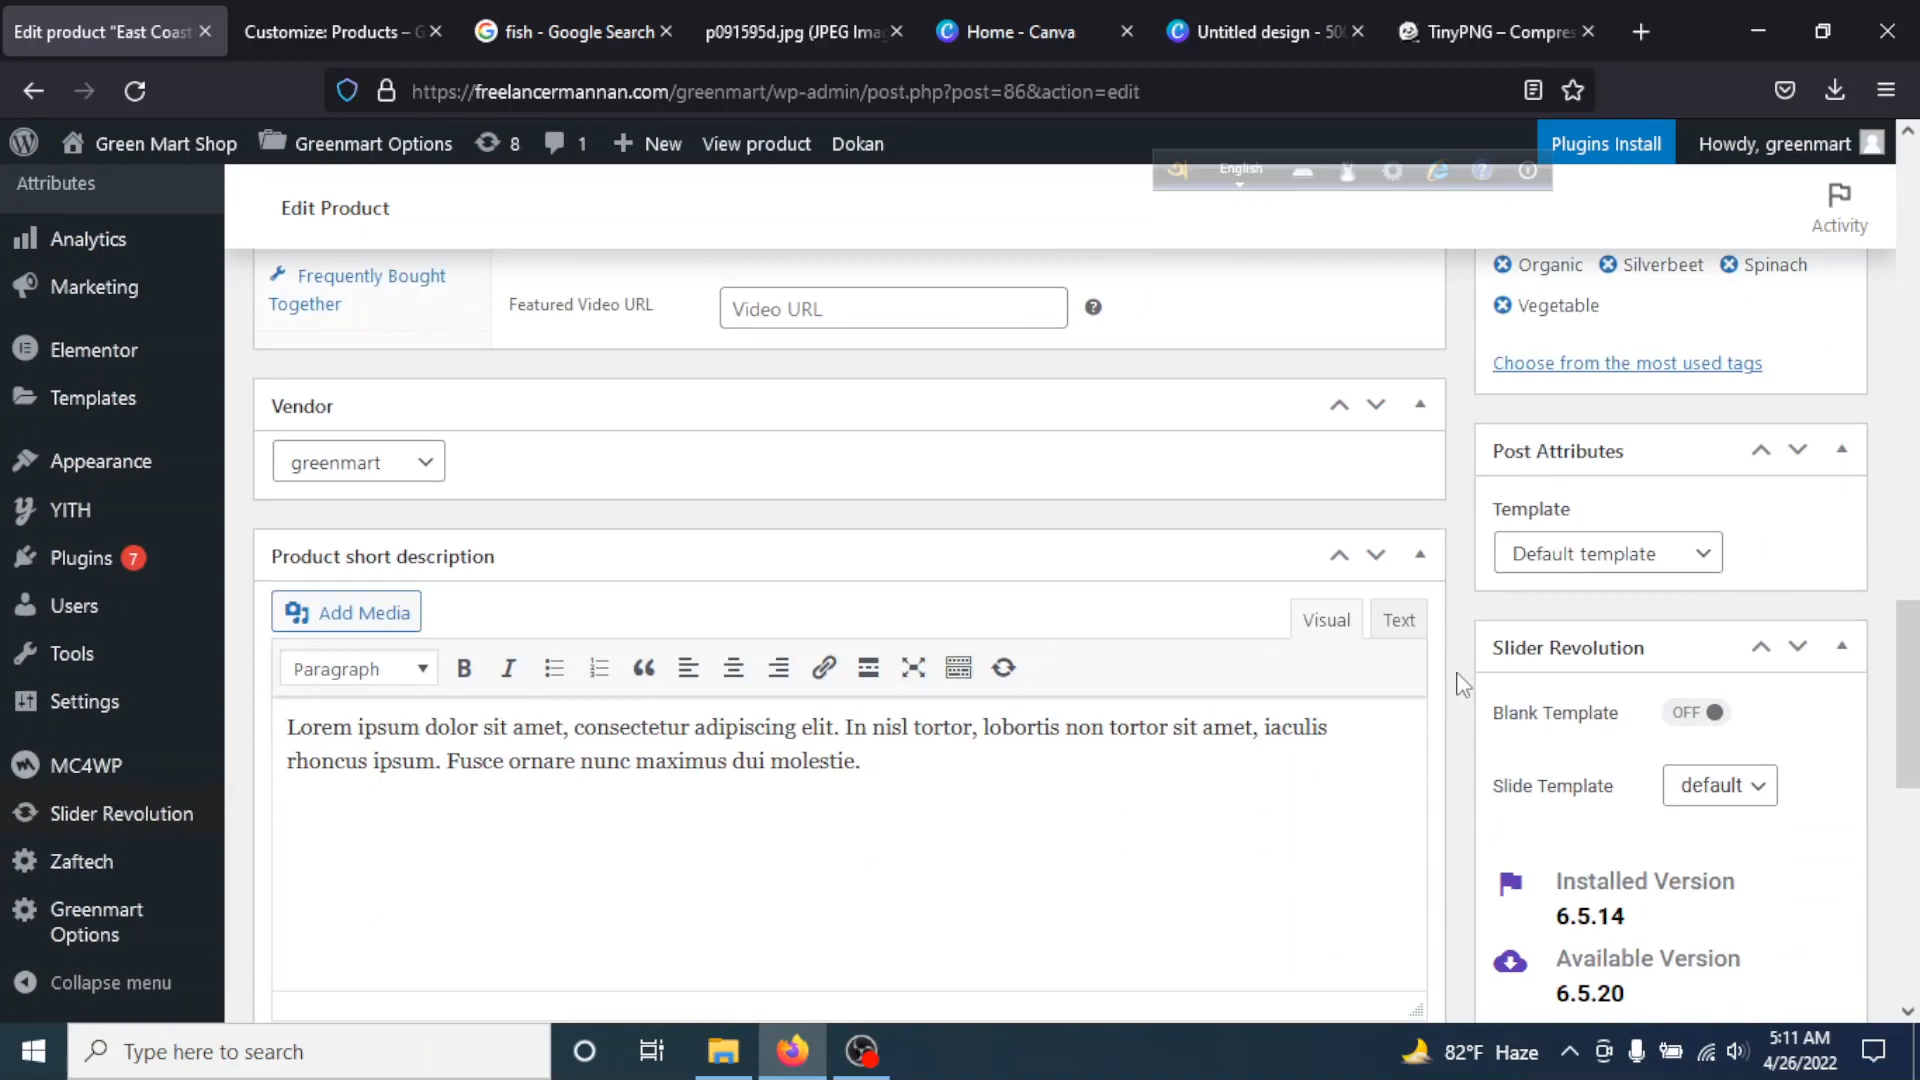 Edit product "East Coast
Customize: Products – G
fish - Google Search
p091595d.jpg (JPEG Ima
Home - Canva
Untitled design - 500
TinyPNG – Compres
https://freelancermannan.com/greenmart/wp-admin/post.php?post=86&action=edit
Green Mart Shop
Greenmart Options
8
1
New
View product
Dokan
Plugins Install
Howdy, greenmart
English
Attributes
Analytics
Marketing
Elementor
Templates
Appearance
YITH
Plugins 7
Users
Tools
Settings
MC4WP
Slider Revolution
Zaftech
Greenmart
Options
Collapse menu
Edit Product
Activity
Frequently Bought
Together
Featured Video URL
Video URL
Vendor
greenmart
Product short description
Add Media
Visual
Text
Paragraph
Lorem ipsum dolor sit amet, consectetur adipiscing elit. In nisl tortor, lobortis non tortor sit amet, iaculis
rhoncus ipsum. Fusce ornare nunc maximus dui molestie.
Organic
Silverbeet
Spinach
Vegetable
Choose from the most used tags
Post Attributes
Template
Default template
Slider Revolution
Blank Template
OFF
Slide Template
default
Installed Version
6.5.14
Available Version
6.5.20
Type here to search
82°F Haze
5:11 AM
4/26/2022